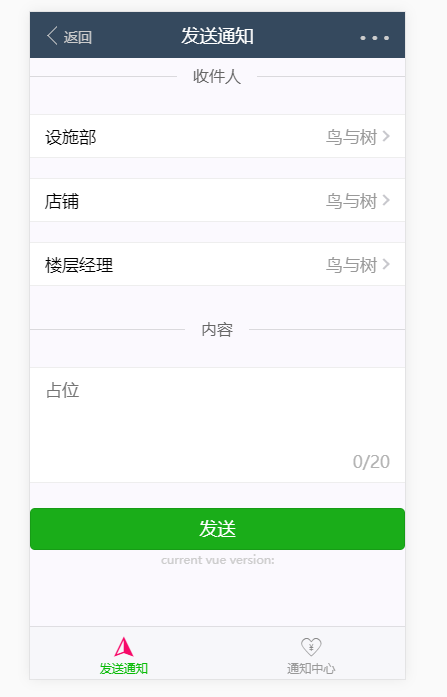 返回 发送通知
收件人
设施部 鸟与树
店铺 鸟与树
楼层经理 鸟与树
内容
占位
0/20
发送
current vue version:
发送通知 通知中心